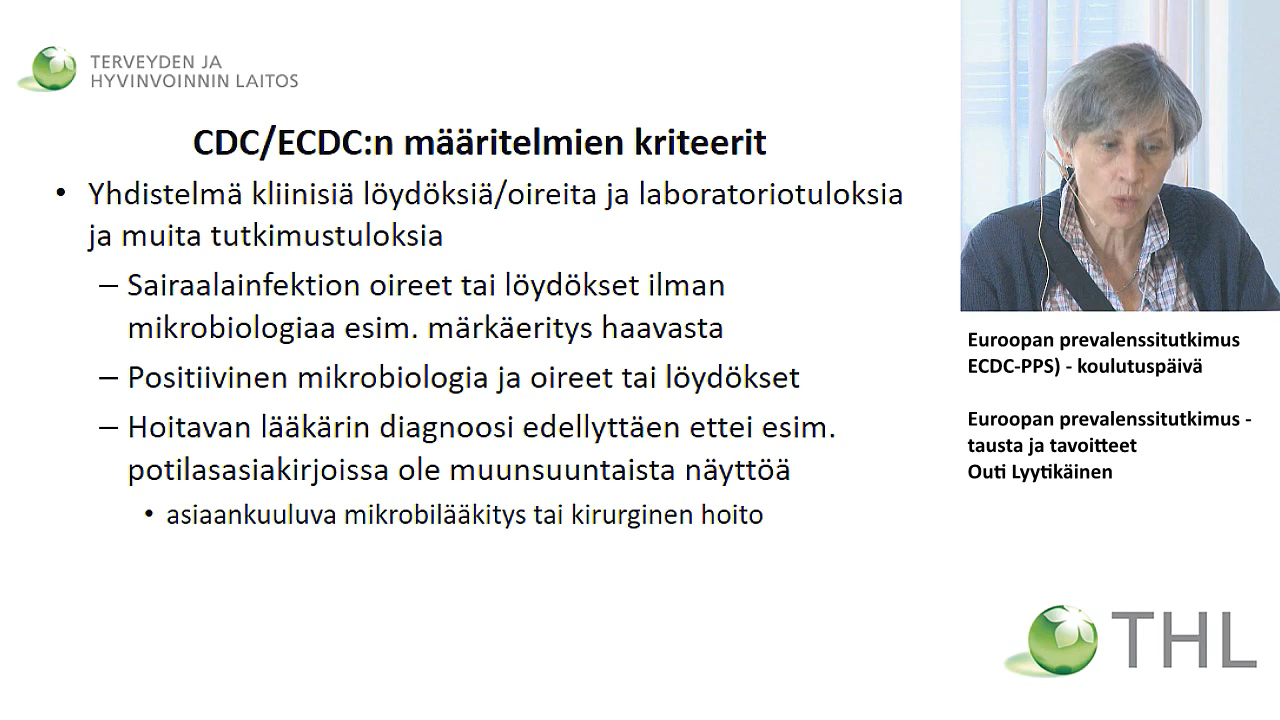 TERVEYDEN JA
HYVINVOINNIN LAITOS
CDC/ECDC:n määritelmien kriteerit
• Yhdistelmä kliinisiä löydöksiä/oireita ja laboratoriotuloksia
ja muita tutkimustuloksia
– Sairaalainfektion oireet tai löydökset ilman
mikrobiologiaa esim. märkäeritys haavasta
– Positiivinen mikrobiologia ja oireet tai löydökset
– Hoitavan lääkärin diagnoosi edellyttäen ettei esim.
potilasasiakirjoissa ole muunsuuntaista näyttöä
• asiaankuuluva mikrobilääkitys tai kirurginen hoito
Euroopan prevalenssitutkimus
ECDC-PPS) - koulutuspäivä
Euroopan prevalenssitutkimus -
tausta ja tavoitteet
Outi Lyytikäinen
THL